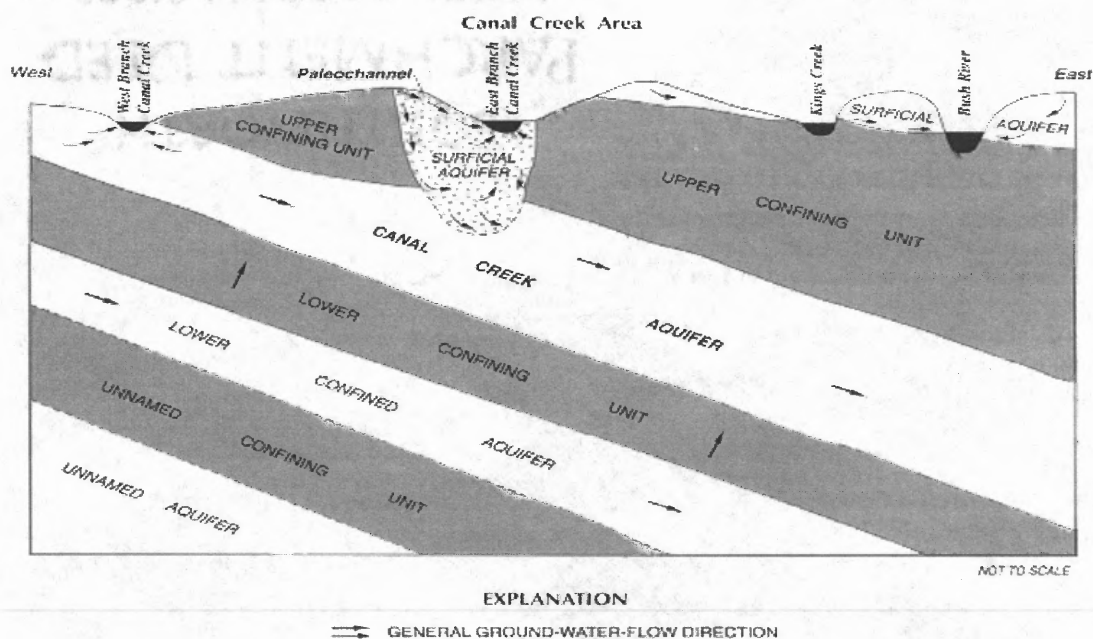 Canal Creek Area
West
West Branch
Canal Creek
Paleochannel
East Branch
Canal Creek
Kings Creek
Bush River
East
UPPER
CONFINING UNIT
SURFICIAL
AQUIFER
SURFICIAL
AQUIFER
UPPER
CONFINING
UNIT
CANAL
CREEK
AQUIFER
LOWER
CONFINING
UNIT
LOWER
CONFINED
AQUIFER
UNNAMED
CONFINING
UNIT
UNNAMED
AQUIFER
NOT TO SCALE
EXPLANATION
GENERAL GROUND-WATER-FLOW DIRECTION